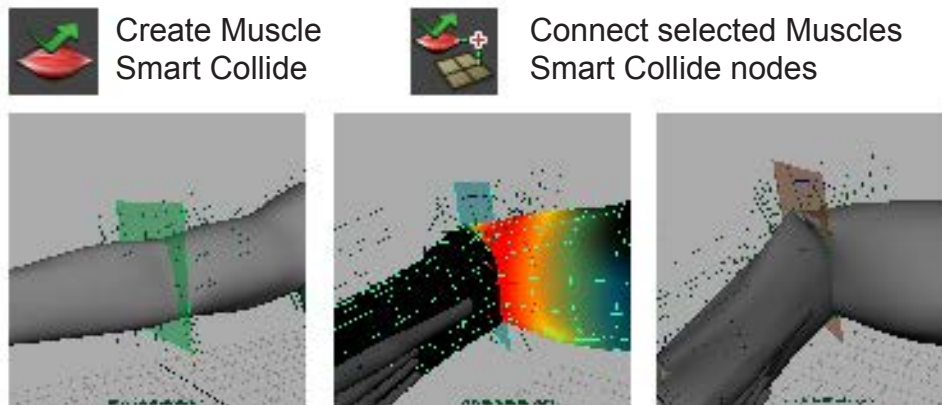 Create Muscle
Smart Collide
Connect selected Muscles
Smart Collide nodes